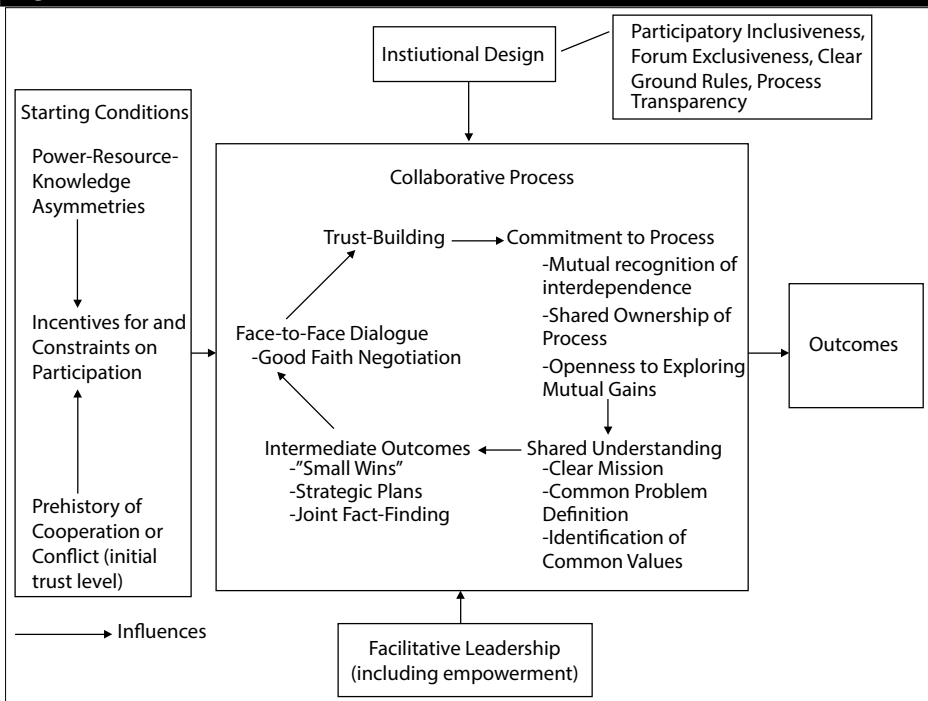 Instiutional Design
Participatory Inclusiveness,
Forum Exclusiveness, Clear
Ground Rules, Process
Transparency
Starting Conditions
Power-Resource-
Knowledge
Asymmetries
Incentives for and
Constraints on
Participation
Prehistory of
Cooperation or
Conflict (initial
trust level)
Collaborative Process
Trust-Building
Commitment to Process
-Mutual recognition of
interdependence
-Shared Ownership of
Process
-Openness to Exploring
Mutual Gains
Face-to-Face Dialogue
-Good Faith Negotiation
Intermediate Outcomes
-”Small Wins”
-Strategic Plans
-Joint Fact-Finding
Shared Understanding
-Clear Mission
-Common Problem
Definition
-Identification of
Common Values
Outcomes
Influences
Facilitative Leadership
(including empowerment)